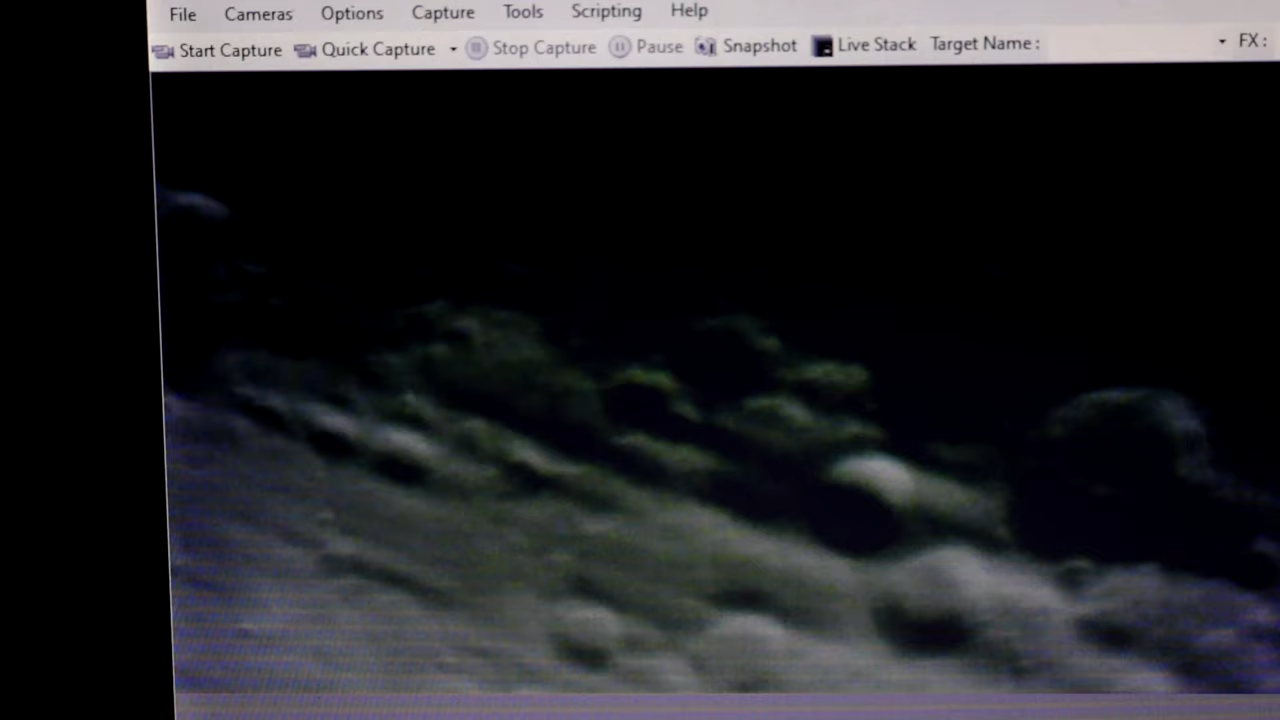 File Cameras Options Capture Tools Scripting Help
Start Capture Quick Capture Stop Capture Pause Snapshot Live Stack Target Name: FX: